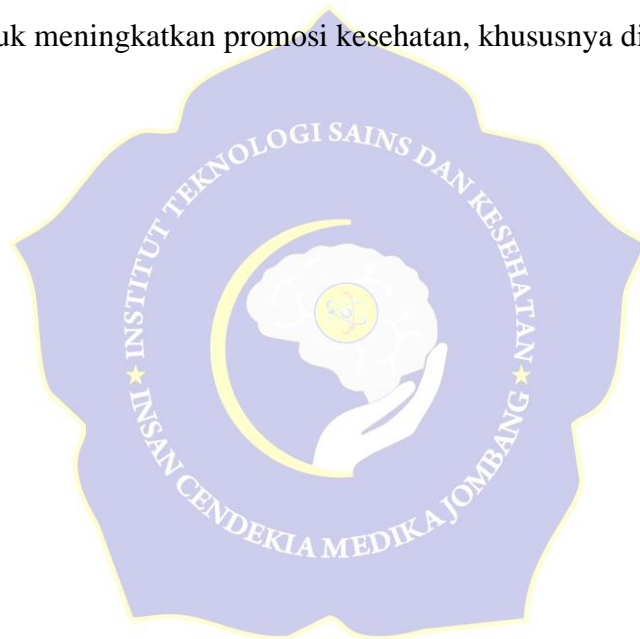 uk meningkatkan promosi kesehatan, khususnya di
INSTITUT TEKNOLOGI SAINS DAN KESEHATAN
INSAN CENDEKIA MEDIKA JOMBANG